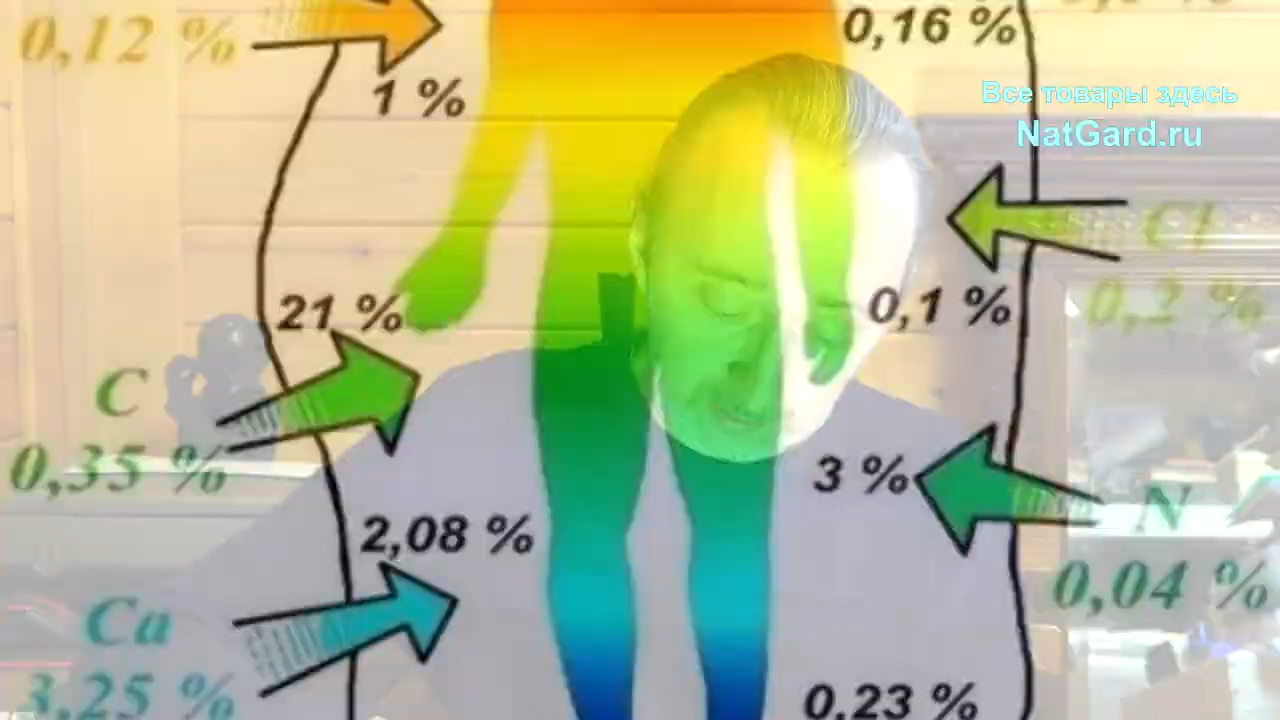 0,12 %
1 %
0,16 %
Все товары здесь
NatGard.ru
Cl
0,2 %
21 %
0,1 %
C
0,35 %
3 %
N
0,04 %
2,08 %
Ca
3,25 %
0,23 %